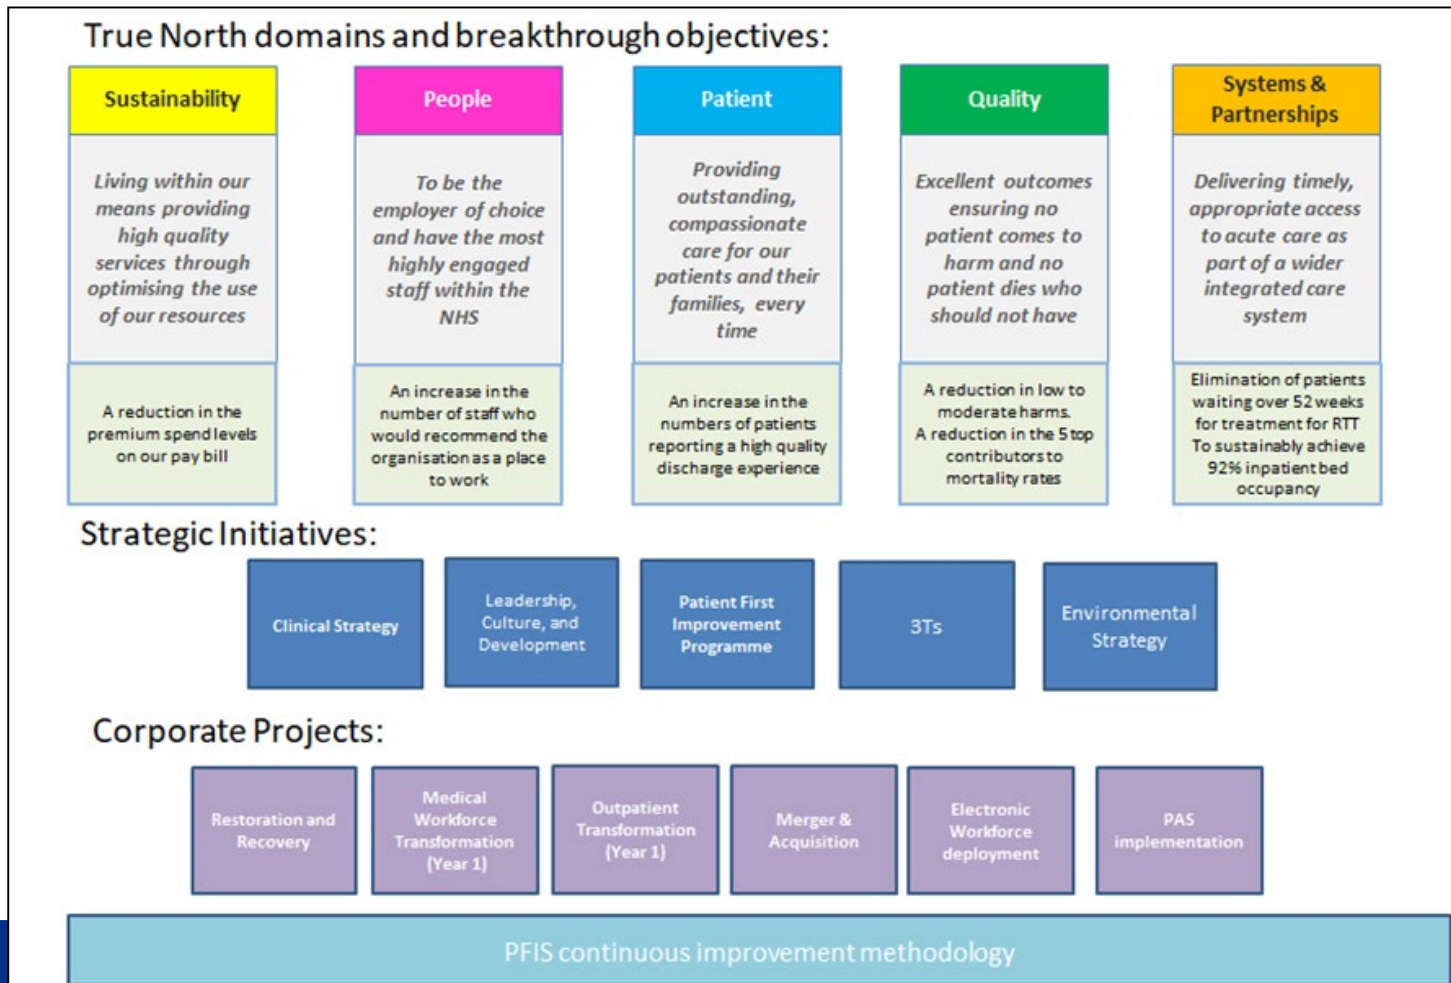 True North domains and breakthrough objectives:
Sustainability
Living within our
means providing
high quality
services through
optimising the use
of our resources
A reduction in the
premium spend levels
on our pay bill
People
To be the
employer of choice
and have the most
highly engaged
staff within the
NHS
An increase in the
number of staff who
would recommend the
organisation as a place
to work
Patient
Providing
outstanding,
compassionate
care for our
patients and their
families, every
time
An increase in the
numbers of patients
reporting a high quality
discharge experience
Quality
Excellent outcomes
ensuring no
patient comes to
harm and no
patient dies who
should not have
A reduction in low to
moderate harms.
A reduction in the 5 top
contributors to
mortality rates
Systems &
Partnerships
Delivering timely,
appropriate access
to acute care as
part of a wider
integrated care
system
Elimination of patients
waiting over 52 weeks
for treatment for RTT
To sustainably achieve
92% inpatient bed
occupancy
Strategic Initiatives:
Clinical Strategy
Leadership,
Culture, and
Development
Patient First
Improvement
Programme
3Ts
Environmental
Strategy
Corporate Projects:
Restoration and
Recovery
Medical
Workforce
Transformation
(Year 1)
Outpatient
Transformation
(Year 1)
Merger &
Acquisition
Electronic
Workforce
deployment
PAS
implementation
PFIS continuous improvement methodology